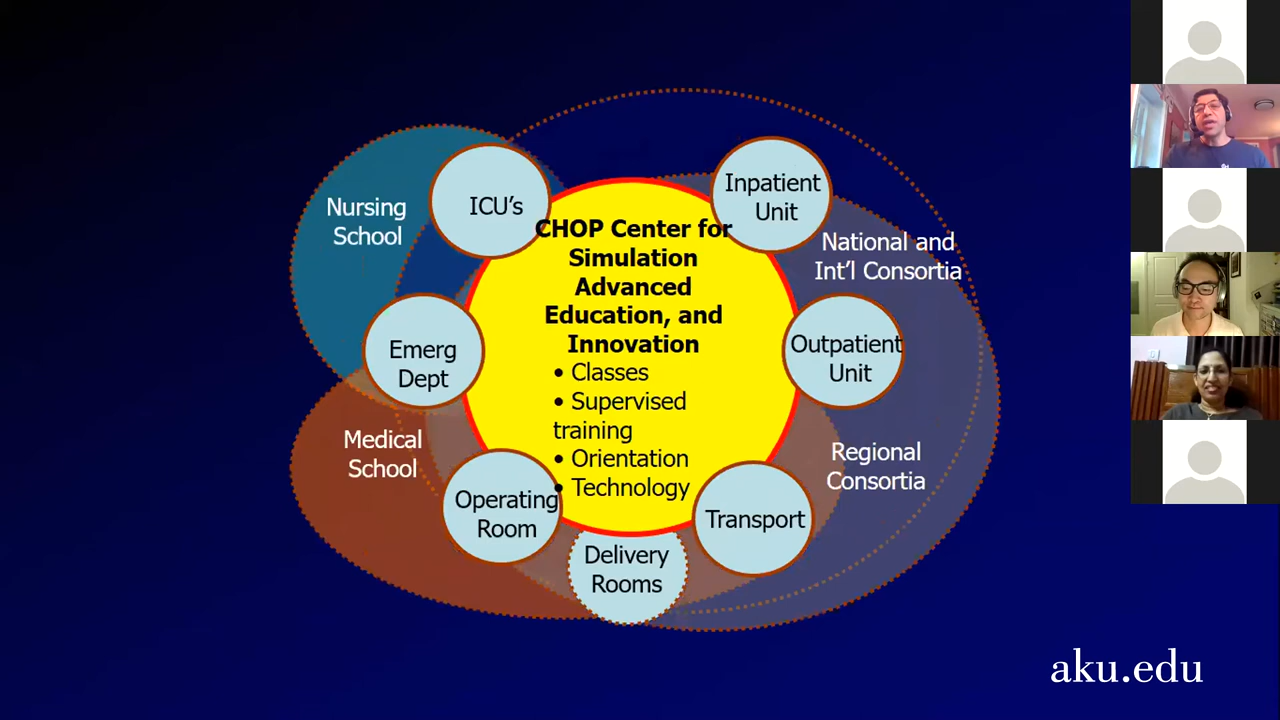 Nursing
School
ICU’s
Inpatient
Unit
National and
Int’l Consortia
CHOP Center for
Simulation
Advanced
Education, and
Innovation
• Classes
• Supervised
training
• Orientation
• Technology
Emerg
Dept
Outpatient
Unit
Medical
School
Regional
Consortia
Operating
Room
Transport
Delivery
Rooms
aku.edu